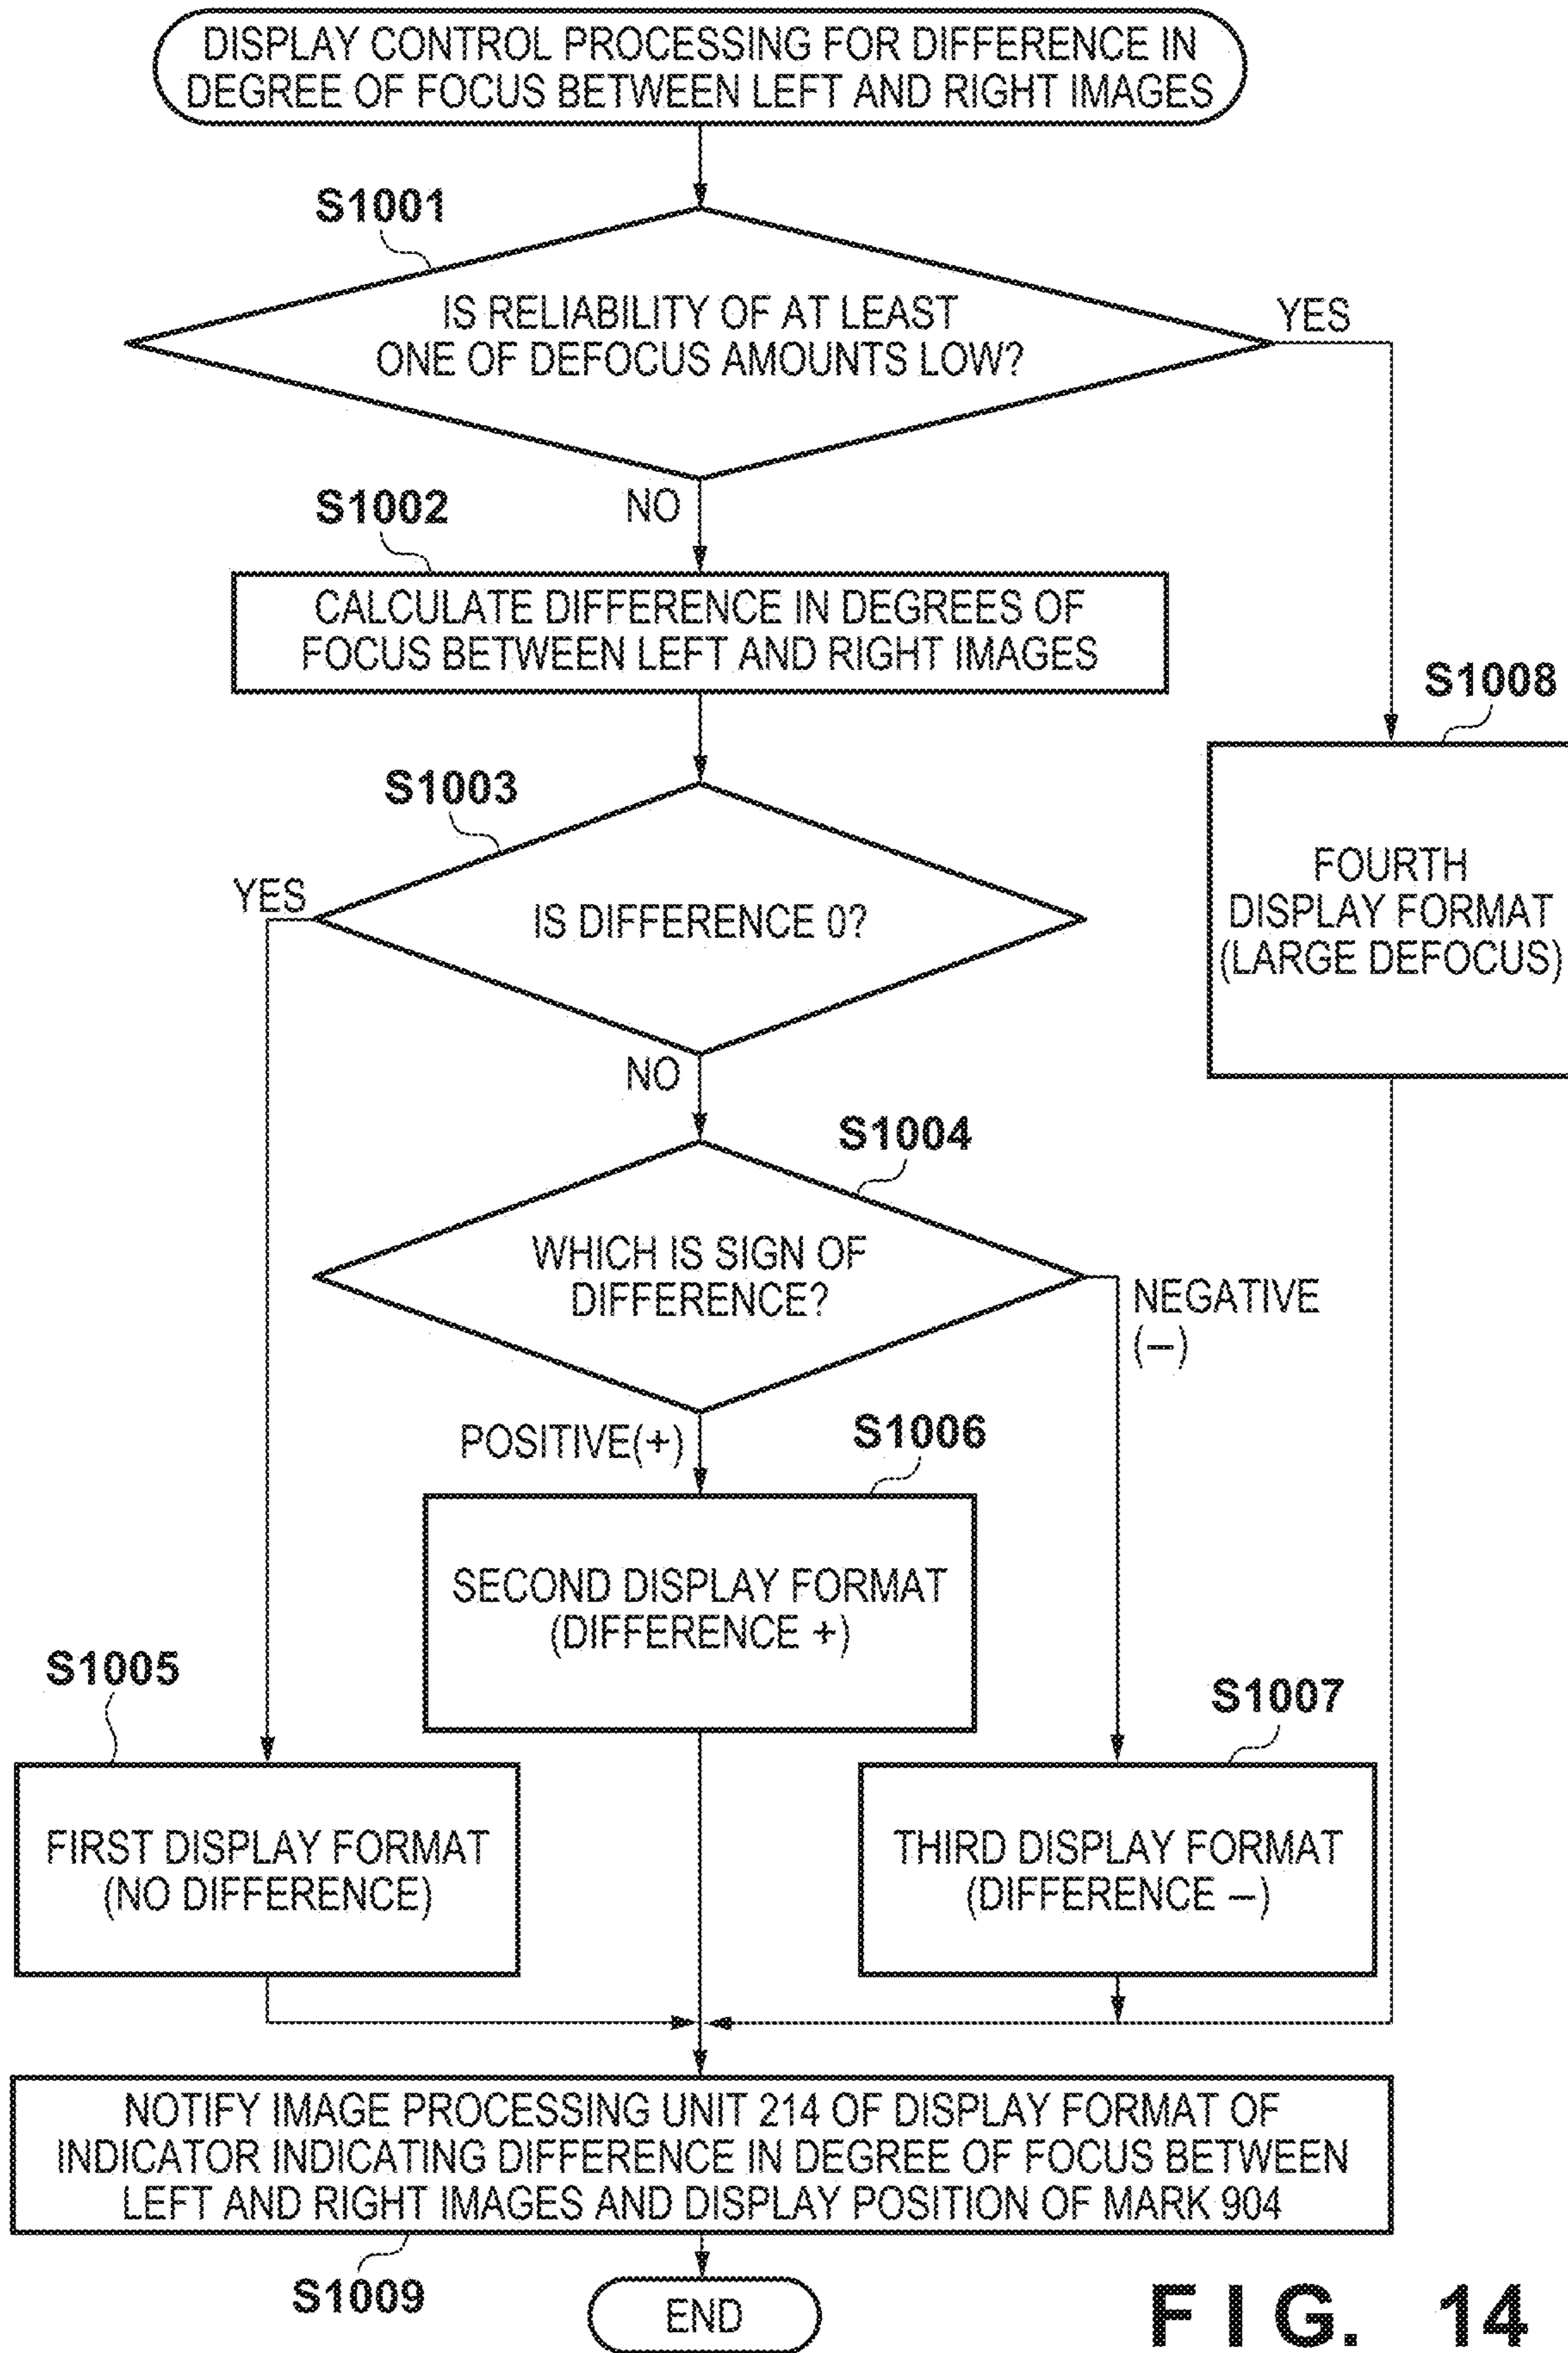 DISPLAY CONTROL PROCESSING FOR DIFFERENCE IN
DEGREE OF FOCUS BETWEEN LEFT AND RIGHT IMAGES
S1001
IS RELIABILITY OF AT LEAST
ONE OF DEFOCUS AMOUNTS LOW?
YES
NO
S1002
CALCULATE DIFFERENCE IN DEGREES OF
FOCUS BETWEEN LEFT AND RIGHT IMAGES
S1008
FOURTH
DISPLAY FORMAT
(LARGE DEFOCUS)
S1003
YES
IS DIFFERENCE 0?
NO
S1004
WHICH IS SIGN OF
DIFFERENCE?
NEGATIVE
(–)
POSITIVE(+)
S1006
SECOND DISPLAY FORMAT
(DIFFERENCE +)
S1005
FIRST DISPLAY FORMAT
(NO DIFFERENCE)
S1007
THIRD DISPLAY FORMAT
(DIFFERENCE –)
NOTIFY IMAGE PROCESSING UNIT 214 OF DISPLAY FORMAT OF
INDICATOR INDICATING DIFFERENCE IN DEGREE OF FOCUS BETWEEN
LEFT AND RIGHT IMAGES AND DISPLAY POSITION OF MARK 904
S1009
END
FIG. 14